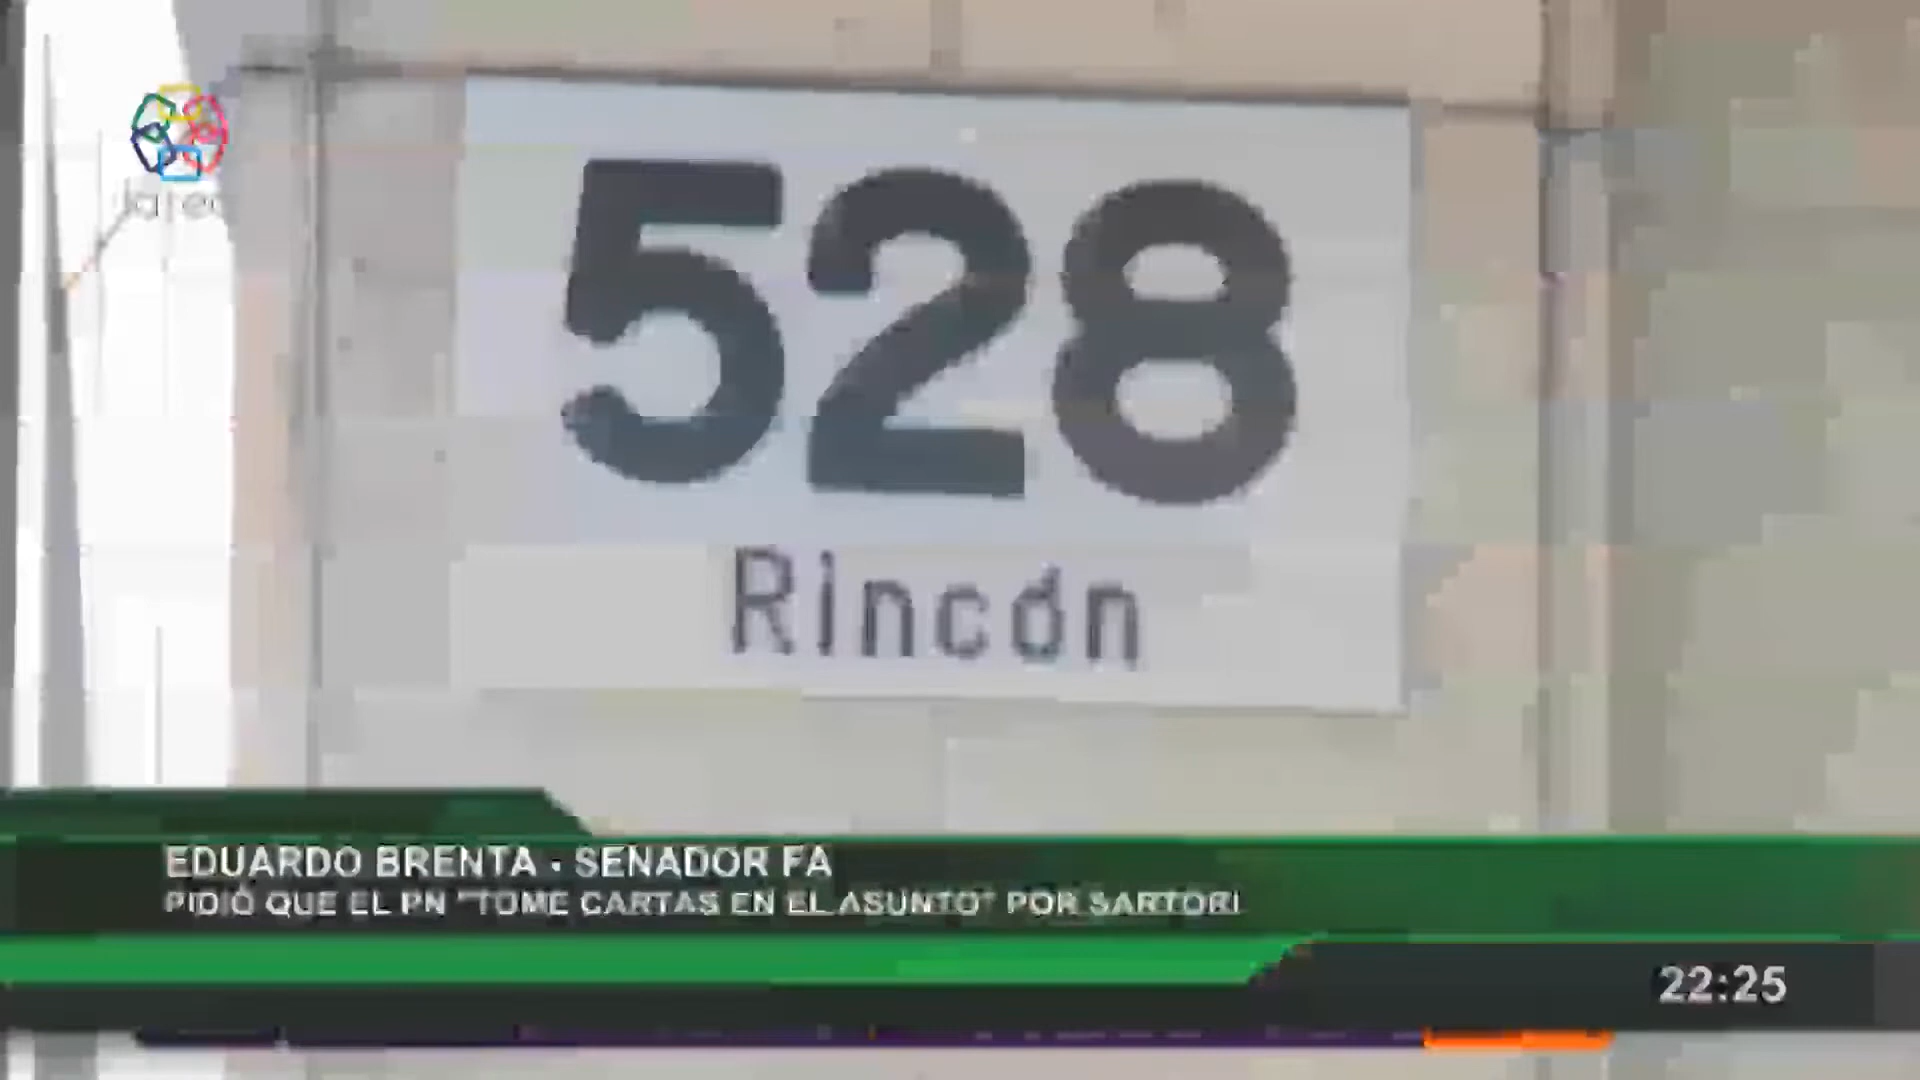 528
Rincón
EDUARDO BRENTA • SENADOR FA
PIDIÓ QUE EL PN "TOME CARTAS EN EL ASUNTO" POR SARTORI
22:25